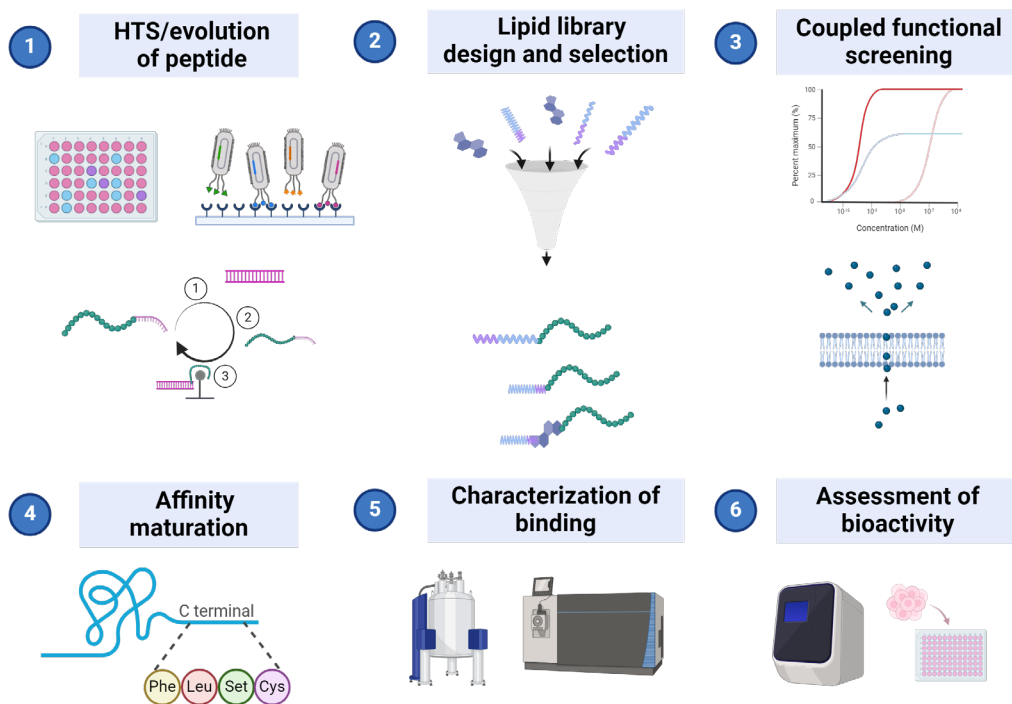 1
HTS/evolution
of peptide
2
Lipid library
design and selection
3
Coupled functional
screening
1
2
3
Percent maximum (%)
100
75
50
25
0
Concentration (M)
4
Affinity
maturation
C terminal
Phe Leu Set Cys
5
Characterization of
binding
6
Assessment of
bioactivity